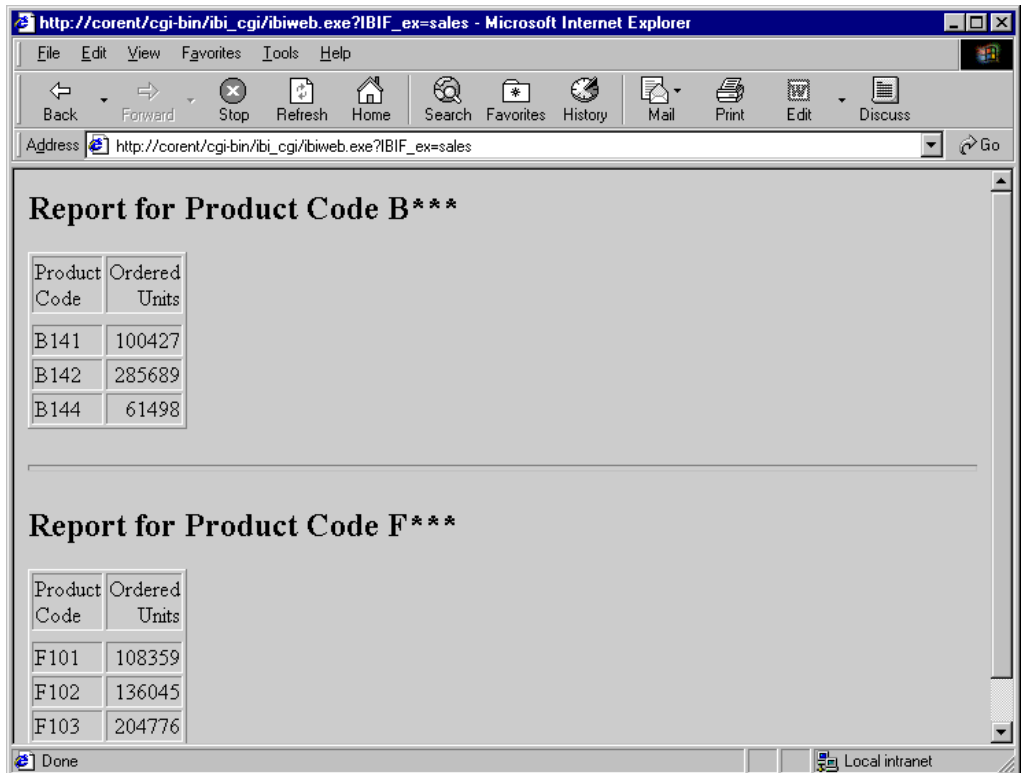 http://corent/cgi-bin/ibi_cgi/ibiweb.exe?IBIF_ex=sales - Microsoft Internet Explorer
File Edit View Favorites Tools Help
Back Forward Stop Refresh Home Search Favorites History Mail Print Edit Discuss
Address http://corent/cgi-bin/ibi_cgi/ibiweb.exe?IBIF_ex=sales Go
Report for Product Code B***
Product Ordered
Code Units
B141 100427
B142 285689
B144 61498
Report for Product Code F***
Product Ordered
Code Units
F101 108359
F102 136045
F103 204776
Done Local intranet